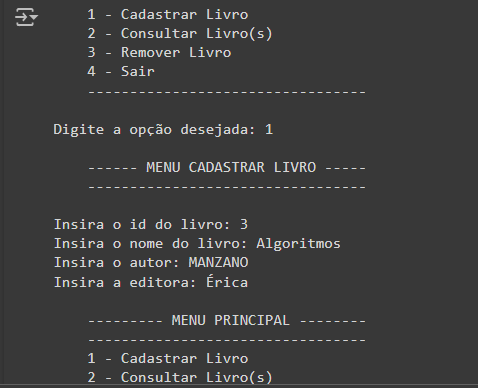 1 - Cadastrar Livro
2 - Consultar Livro(s)
3 - Remover Livro
4 - Sair
---------------------------------
Digite a opção desejada: 1
------ MENU CADASTRAR LIVRO -----
---------------------------------
Insira o id do livro: 3
Insira o nome do livro: Algoritmos
Insira o autor: MANZANO
Insira a editora: Érica
--------- MENU PRINCIPAL --------
---------------------------------
1 - Cadastrar Livro
2 - Consultar Livro(s)